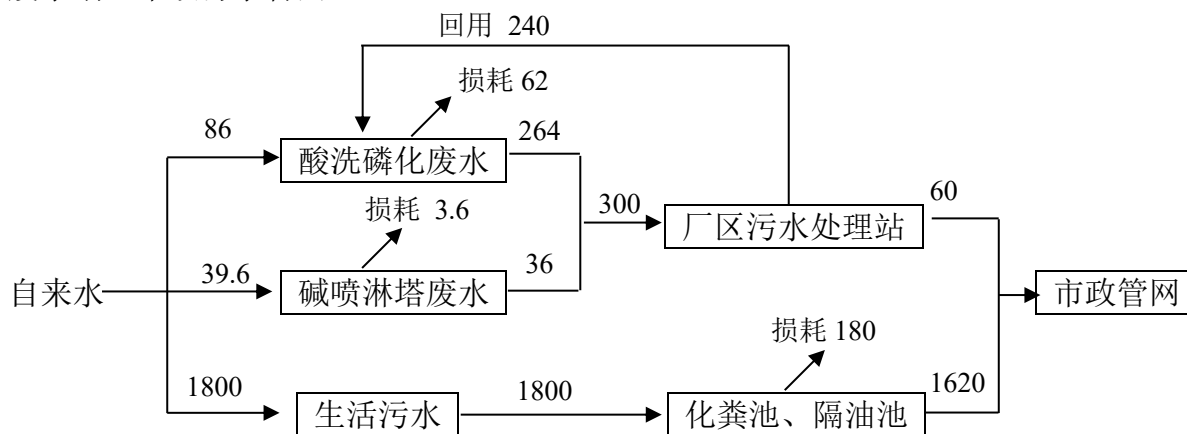 回用 240
损耗 62
86
264
酸洗磷化废水
损耗 3.6
300
60
厂区污水处理站
39.6
36
自来水
碱喷淋塔废水
市政管网
损耗 180
1800
1800
1620
生活污水
化粪池、隔油池